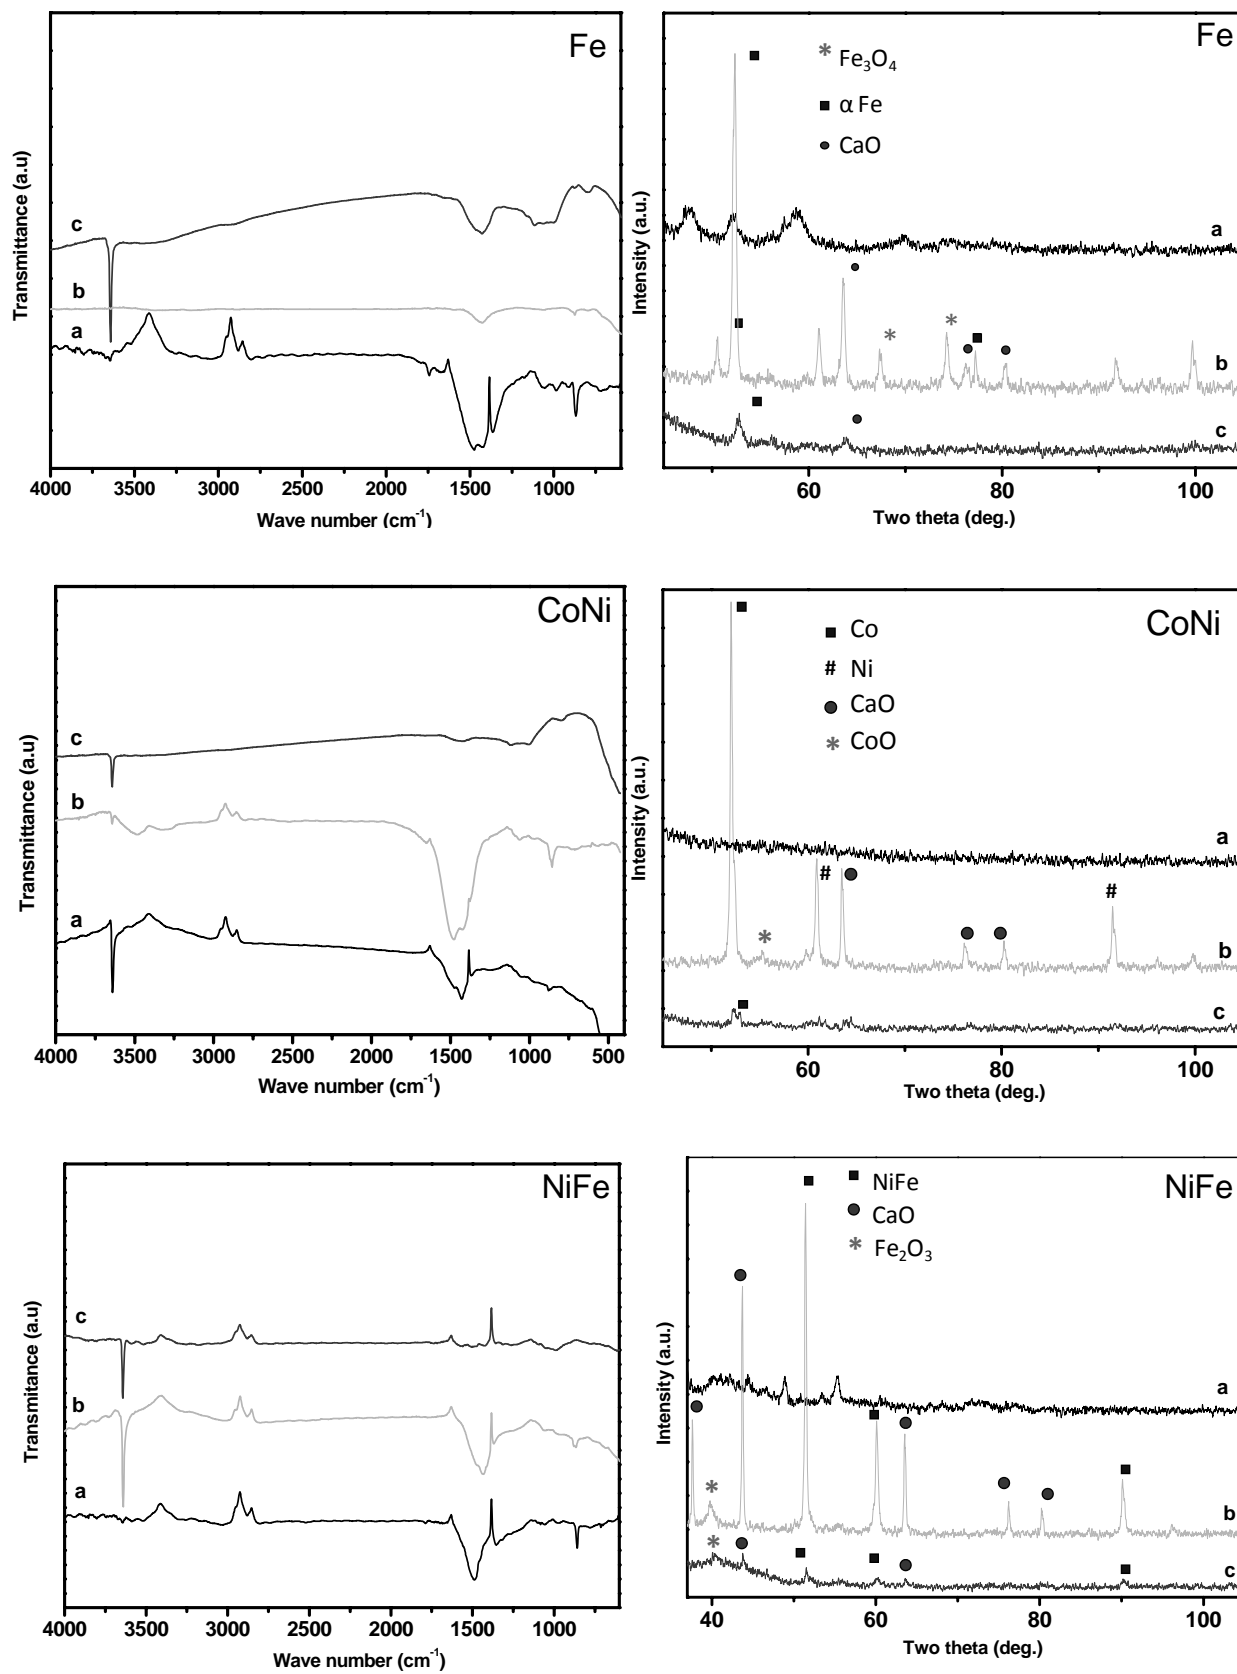 Fe
c
b
a
Transmittance (a.u)
4000 3500 3000 2500 2000 1500 1000
Wave number (cm-1)
Fe
* Fe3O4
■ α Fe
● CaO
a
b
c
Intensity (a.u.)
60 80 100
Two theta (deg.)
CoNi
c
b
a
Transmittance (a.u)
4000 3500 3000 2500 2000 1500 1000 500
Wave number (cm-1)
CoNi
■ Co
# Ni
● CaO
* CoO
a
# #
b
c
Intensity (a.u.)
60 80 100
Two theta (deg.)
NiFe
c
b
a
Transmitance (a.u)
4000 3500 3000 2500 2000 1500 1000
Wave number (cm-1)
NiFe
■ NiFe
● CaO
* Fe2O3
a
b
c
Intensity (a.u.)
40 60 80 100
Two theta (deg.)